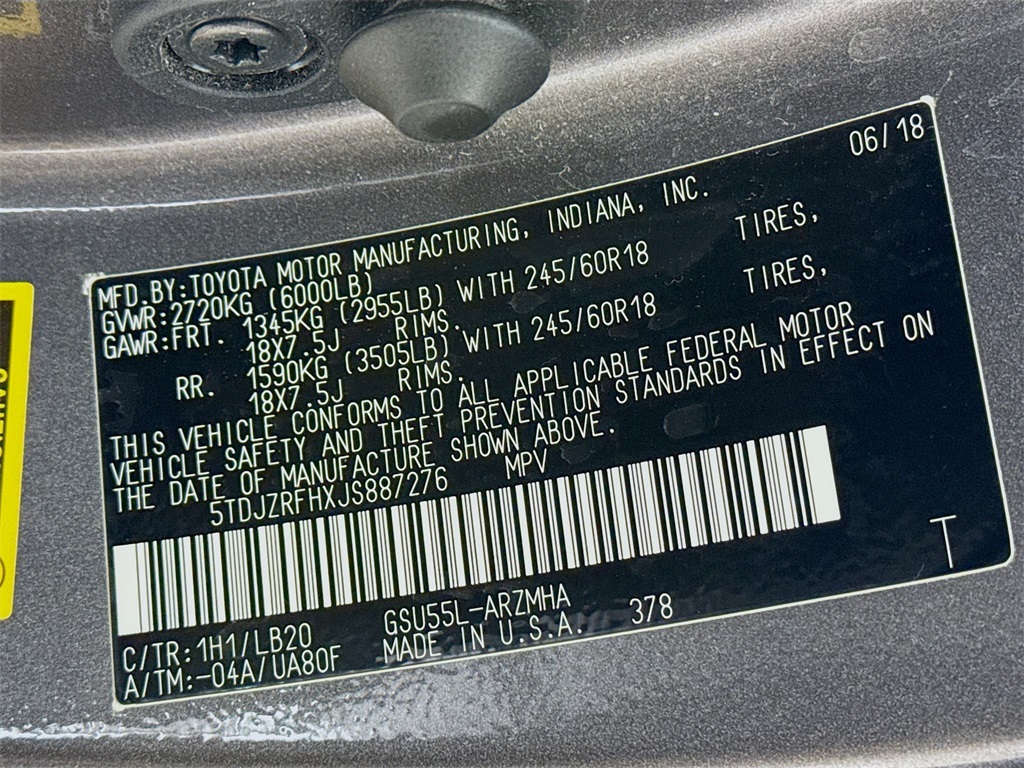 06/18
MFD.BY:TOYOTA MOTOR MANUFACTURING, INDIANA, INC.
GVWR:2720KG (6000LB)
GAWR:FRT. 1345KG (2955LB) WITH 245/60R18 TIRES,
18X7.5J RIMS.
RR. 1590KG (3505LB) WITH 245/60R18 TIRES,
18X7.5J RIMS.
THIS VEHICLE CONFORMS TO ALL APPLICABLE FEDERAL MOTOR
VEHICLE SAFETY AND THEFT PREVENTION STANDARDS IN EFFECT ON
THE DATE OF MANUFACTURE SHOWN ABOVE.
5TDJZRFHXJS887276 MPV
C/TR:1H1/LB20 GSU55L-ARZMHA 378 T
A/TM:-04A/UA80F MADE IN U.S.A.